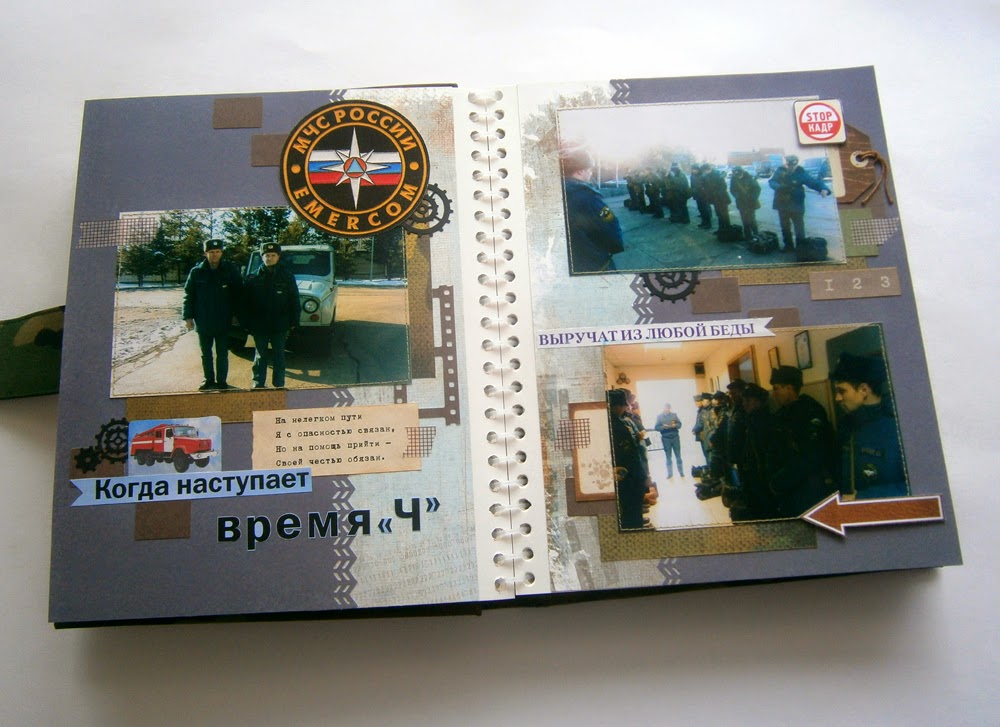 МЧС РОССИИ
EMERCOM
На нелегком пути
Я с опасностью связан,
Но на помощь прийти –
Своей честью обязан.
Когда наступает
время «Ч»
STOP
КАДР
1 2 3
ВЫРУЧАТ ИЗ ЛЮБОЙ БЕДЫ